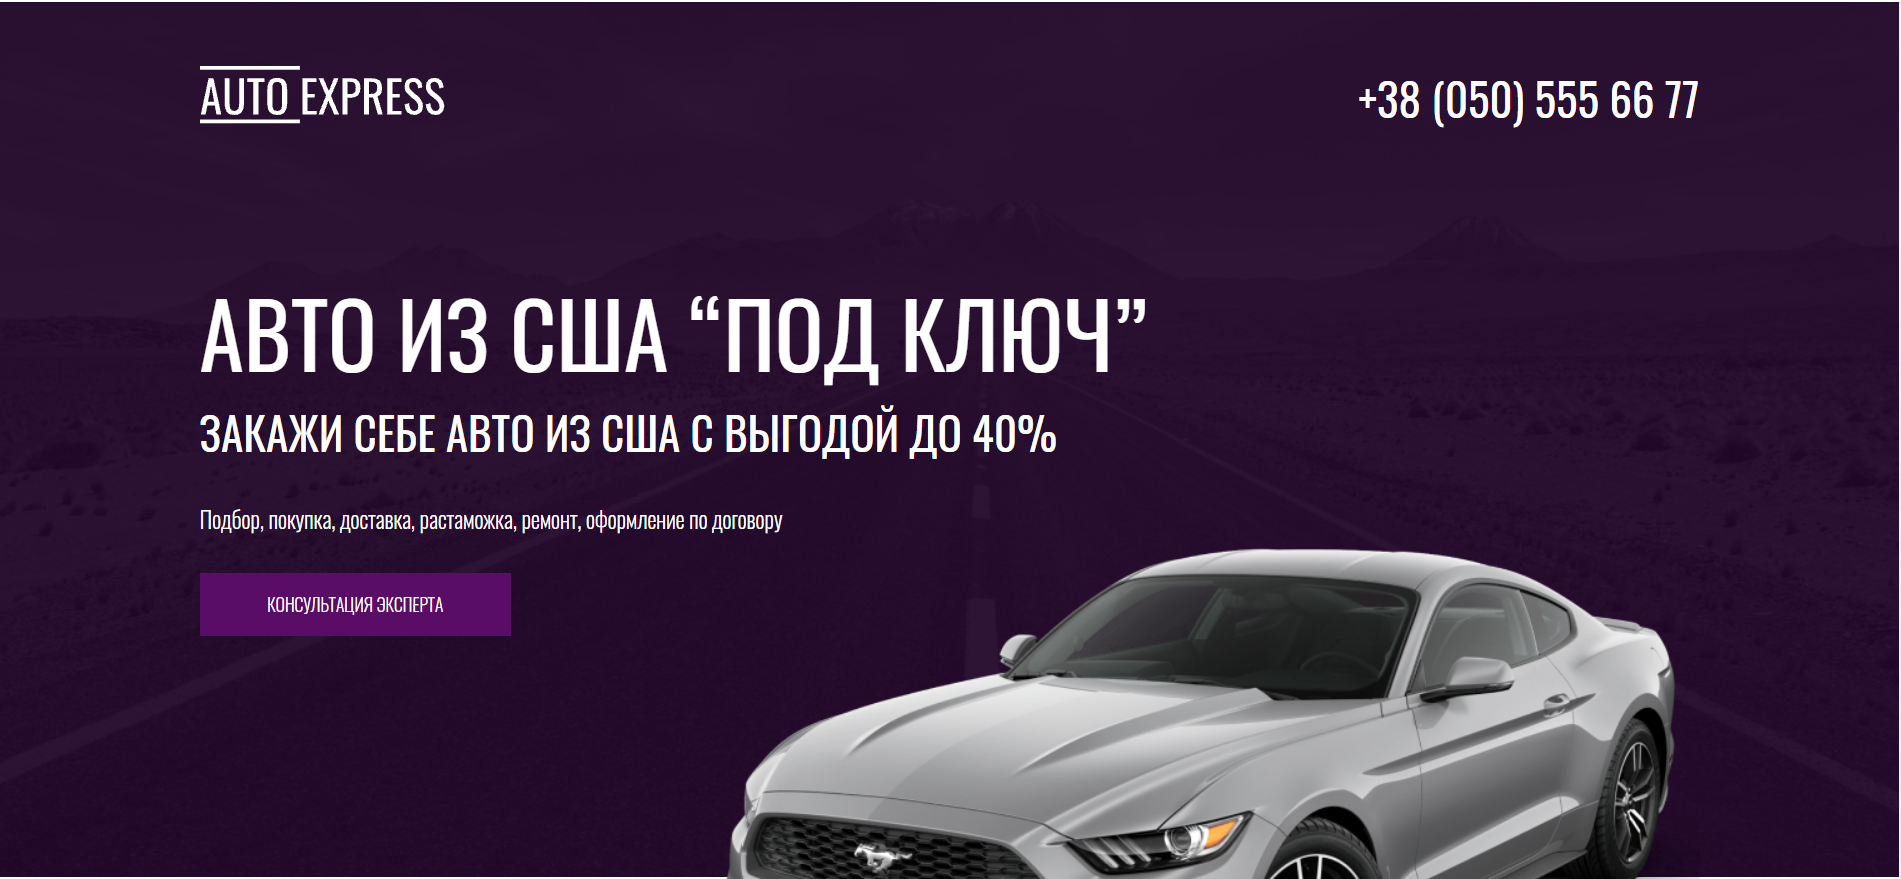 AUTO EXPRESS
+38 (050) 555 66 77
АВТО ИЗ США “ПОД КЛЮЧ”
ЗАКАЖИ СЕБЕ АВТО ИЗ США С ВЫГОДОЙ ДО 40%
Подбор, покупка, доставка, растаможка, ремонт, оформление по договору
КОНСУЛЬТАЦИЯ ЭКСПЕРТА